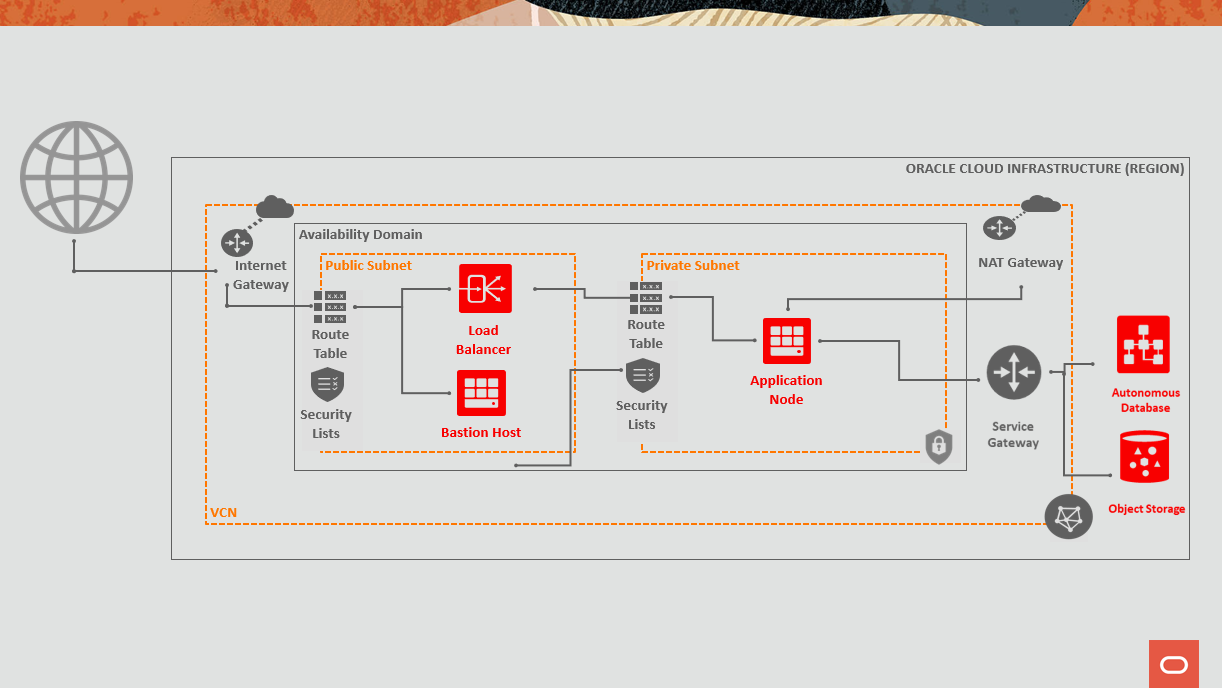 ORACLE CLOUD INFRASTRUCTURE (REGION)
Availability Domain
Internet
Gateway
Public Subnet
Private Subnet
NAT Gateway
x.x.x
x.x.x
x.x.x
Route
Table
Security
Lists
Load
Balancer
Bastion Host
x.x.x
x.x.x
x.x.x
Route
Table
Security
Lists
Application
Node
Service
Gateway
Autonomous
Database
Object Storage
VCN